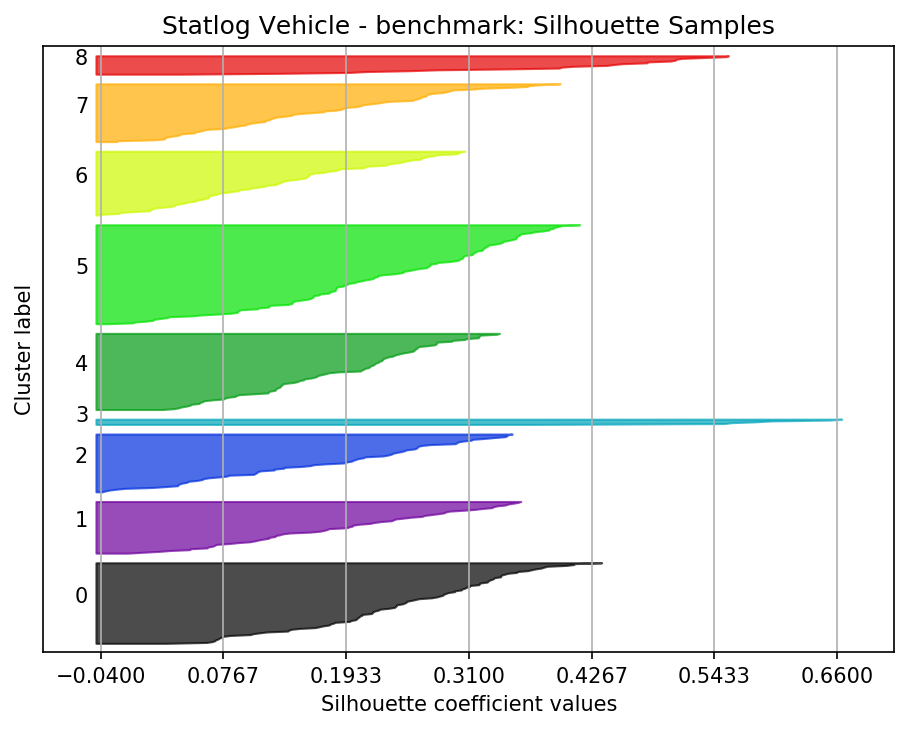 Statlog Vehicle - benchmark: Silhouette Samples
8
7
6
5
4
3
2
1
0
Cluster label
−0.0400 0.0767 0.1933 0.3100 0.4267 0.5433 0.6600
Silhouette coefficient values